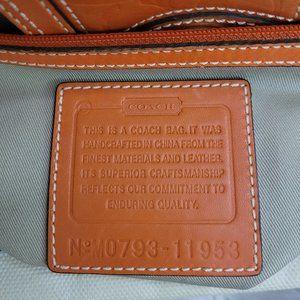 COACH
THIS IS A COACH BAG. IT WAS
HANDCRAFTED IN CHINA FROM THE
FINEST MATERIALS AND LEATHER.
ITS SUPERIOR CRAFTSMANSHIP
REFLECTS OUR COMMITMENT TO
ENDURING QUALITY.
Nº M0793-11953